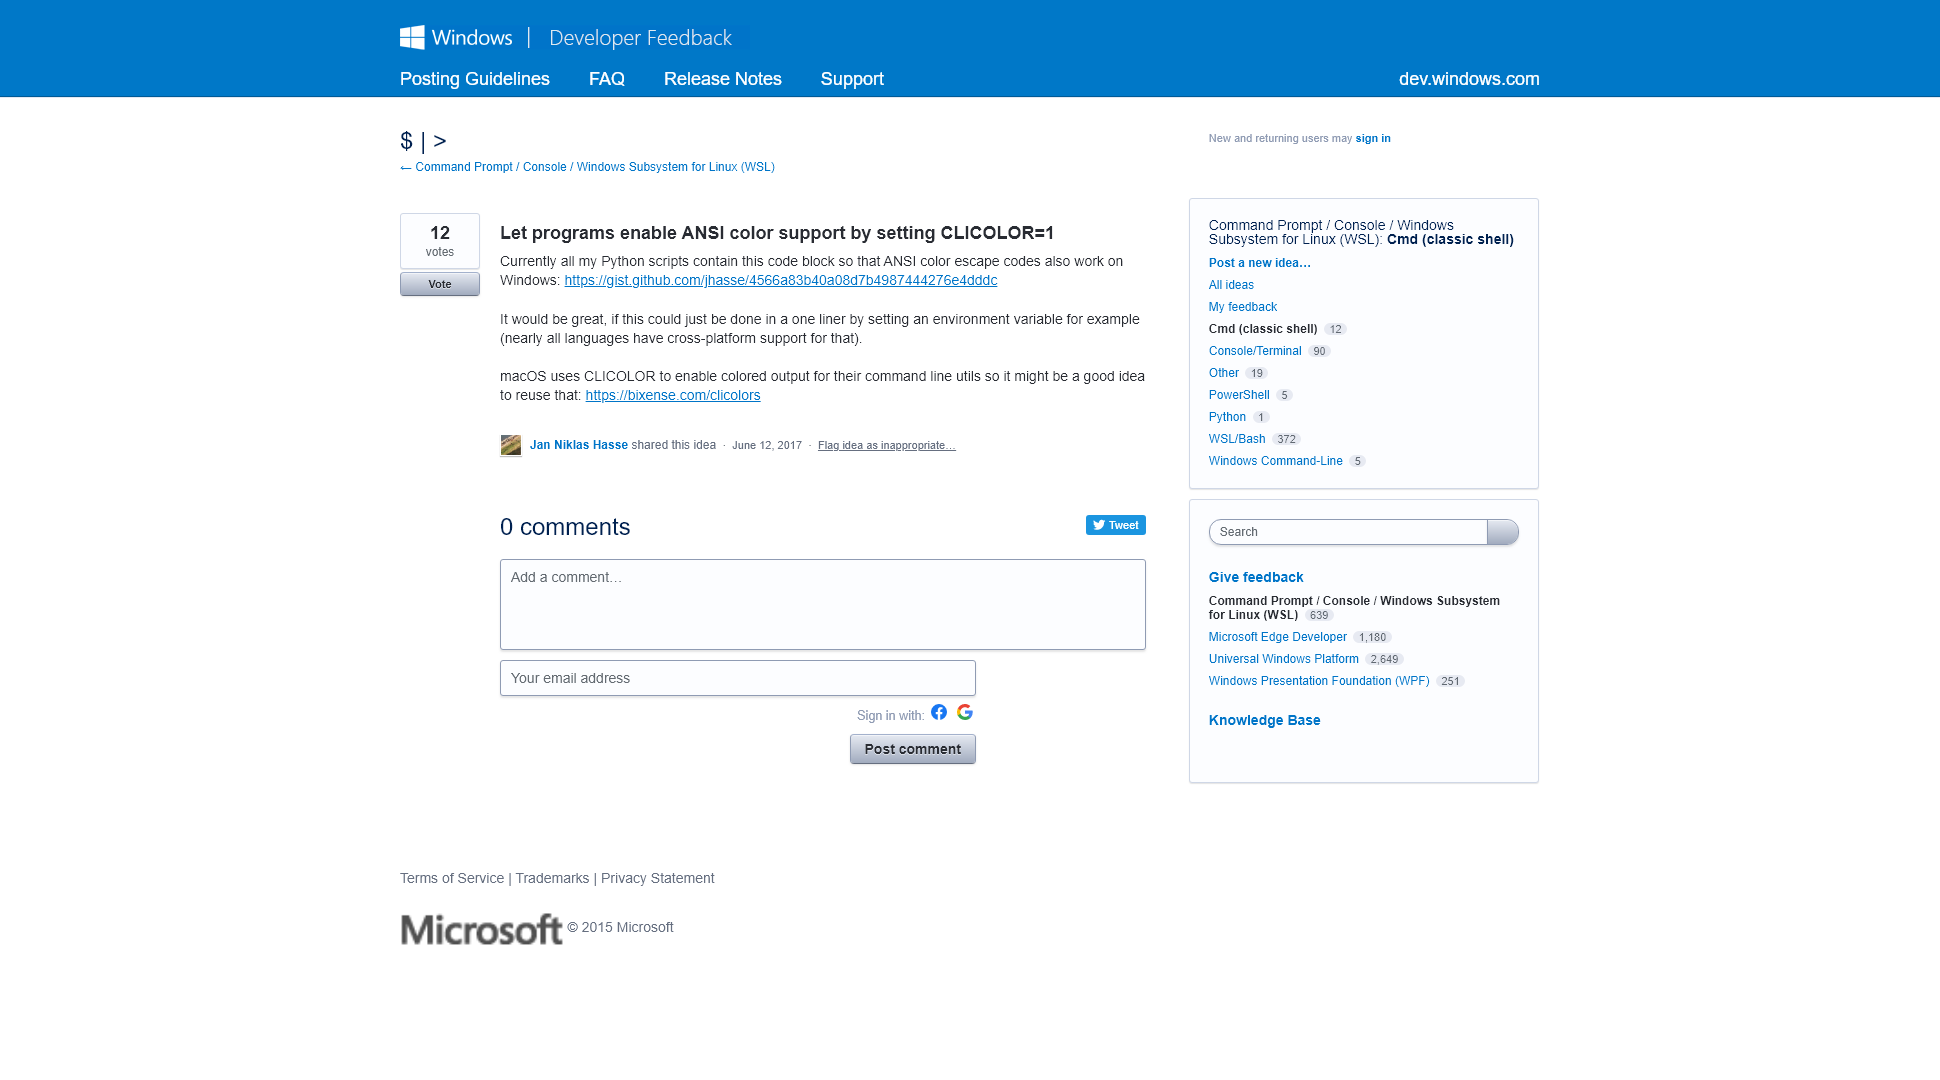 Windows | Developer Feedback
Posting Guidelines FAQ Release Notes Support dev.windows.com
$ | >
← Command Prompt / Console / Windows Subsystem for Linux (WSL)
New and returning users may sign in
12
votes
Vote
Let programs enable ANSI color support by setting CLICOLOR=1
Currently all my Python scripts contain this code block so that ANSI color escape codes also work on
Windows: https://gist.github.com/jhasse/4566a83b40a08d7b4987444276e4dddc
It would be great, if this could just be done in a one liner by setting an environment variable for example
(nearly all languages have cross-platform support for that).
macOS uses CLICOLOR to enable colored output for their command line utils so it might be a good idea
to reuse that: https://bixense.com/clicolors
Jan Niklas Hasse shared this idea · June 12, 2017 · Flag idea as inappropriate…
0 comments
Tweet
Add a comment…
Your email address
Sign in with:
Post comment
Command Prompt / Console / Windows
Subsystem for Linux (WSL): Cmd (classic shell)
Post a new idea…
All ideas
My feedback
Cmd (classic shell) 12
Console/Terminal 90
Other 19
PowerShell 5
Python 1
WSL/Bash 372
Windows Command-Line 5
Search
Give feedback
Command Prompt / Console / Windows Subsystem
for Linux (WSL) 639
Microsoft Edge Developer 1,180
Universal Windows Platform 2,649
Windows Presentation Foundation (WPF) 251
Knowledge Base
Terms of Service | Trademarks | Privacy Statement
Microsoft © 2015 Microsoft